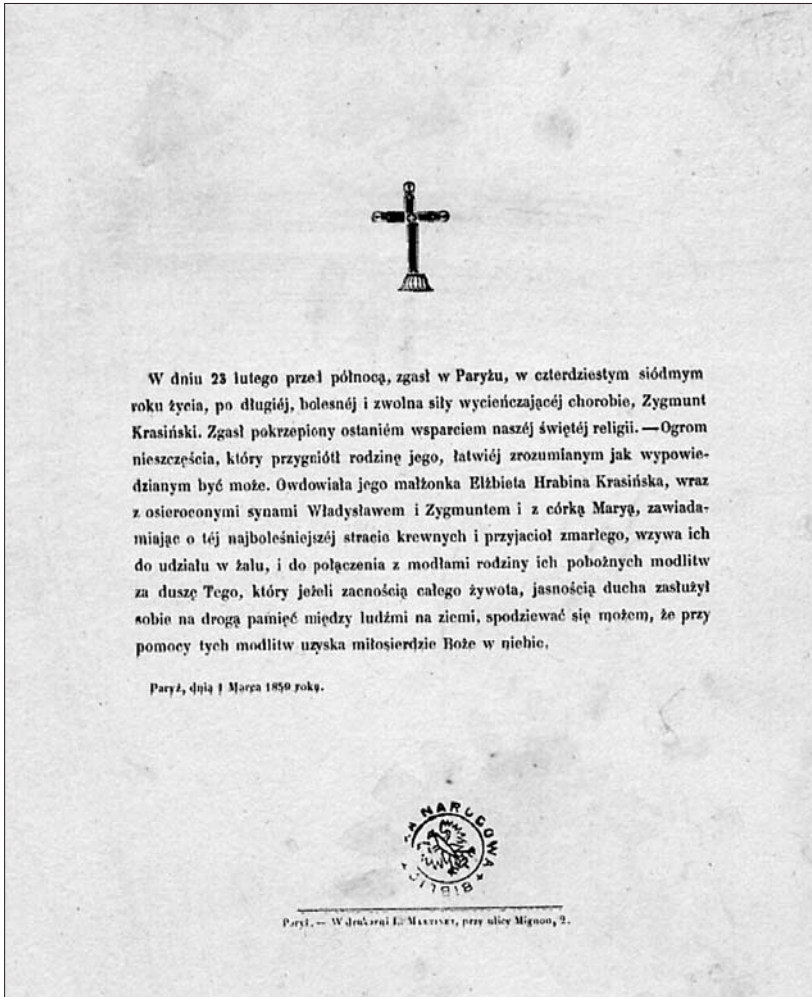 W dniu 23 lutego przed północą, zgasł w Paryżu, w czterdziestym siódmym
roku życia, po długiéj, bolesnéj i zwolna siły wycieńczającéj chorobie, Zygmunt
Krasiński. Zgasł pokrzepiony ostaniém wsparciem naszéj świętéj religii. — Ogrom
nieszczęścia, który przygniótł rodzinę jego, łatwiéj zrozumianym jak wypowie-
dzianym być może. Owdowiała jego małżonka Elżbieta Hrabina Krasińska, wraz
z osieroconymi synami Władysławem i Zygmuntem i z córką Maryą, zawiada-
miając o téj najboleśniejszéj stracie krewnych i przyjaciół zmarłego, wzywa ich
do udziału w żalu, i do połączenia z modłami rodziny ich pobożnych modlitw
za duszę Tego, który jeżeli zacnością całego żywota, jasnością ducha zasłużył
sobie na drogą pamięć między ludźmi na ziemi, spodziewać się możem, że przy
pomocy tych modlitw uzyska miłosierdzie Boże w niebie.
Paryż, dnia 1 Marca 1859 roku.
NARODOWA
Paryż. — W drukarni L. MARTINET, przy ulicy Mignon, 2.